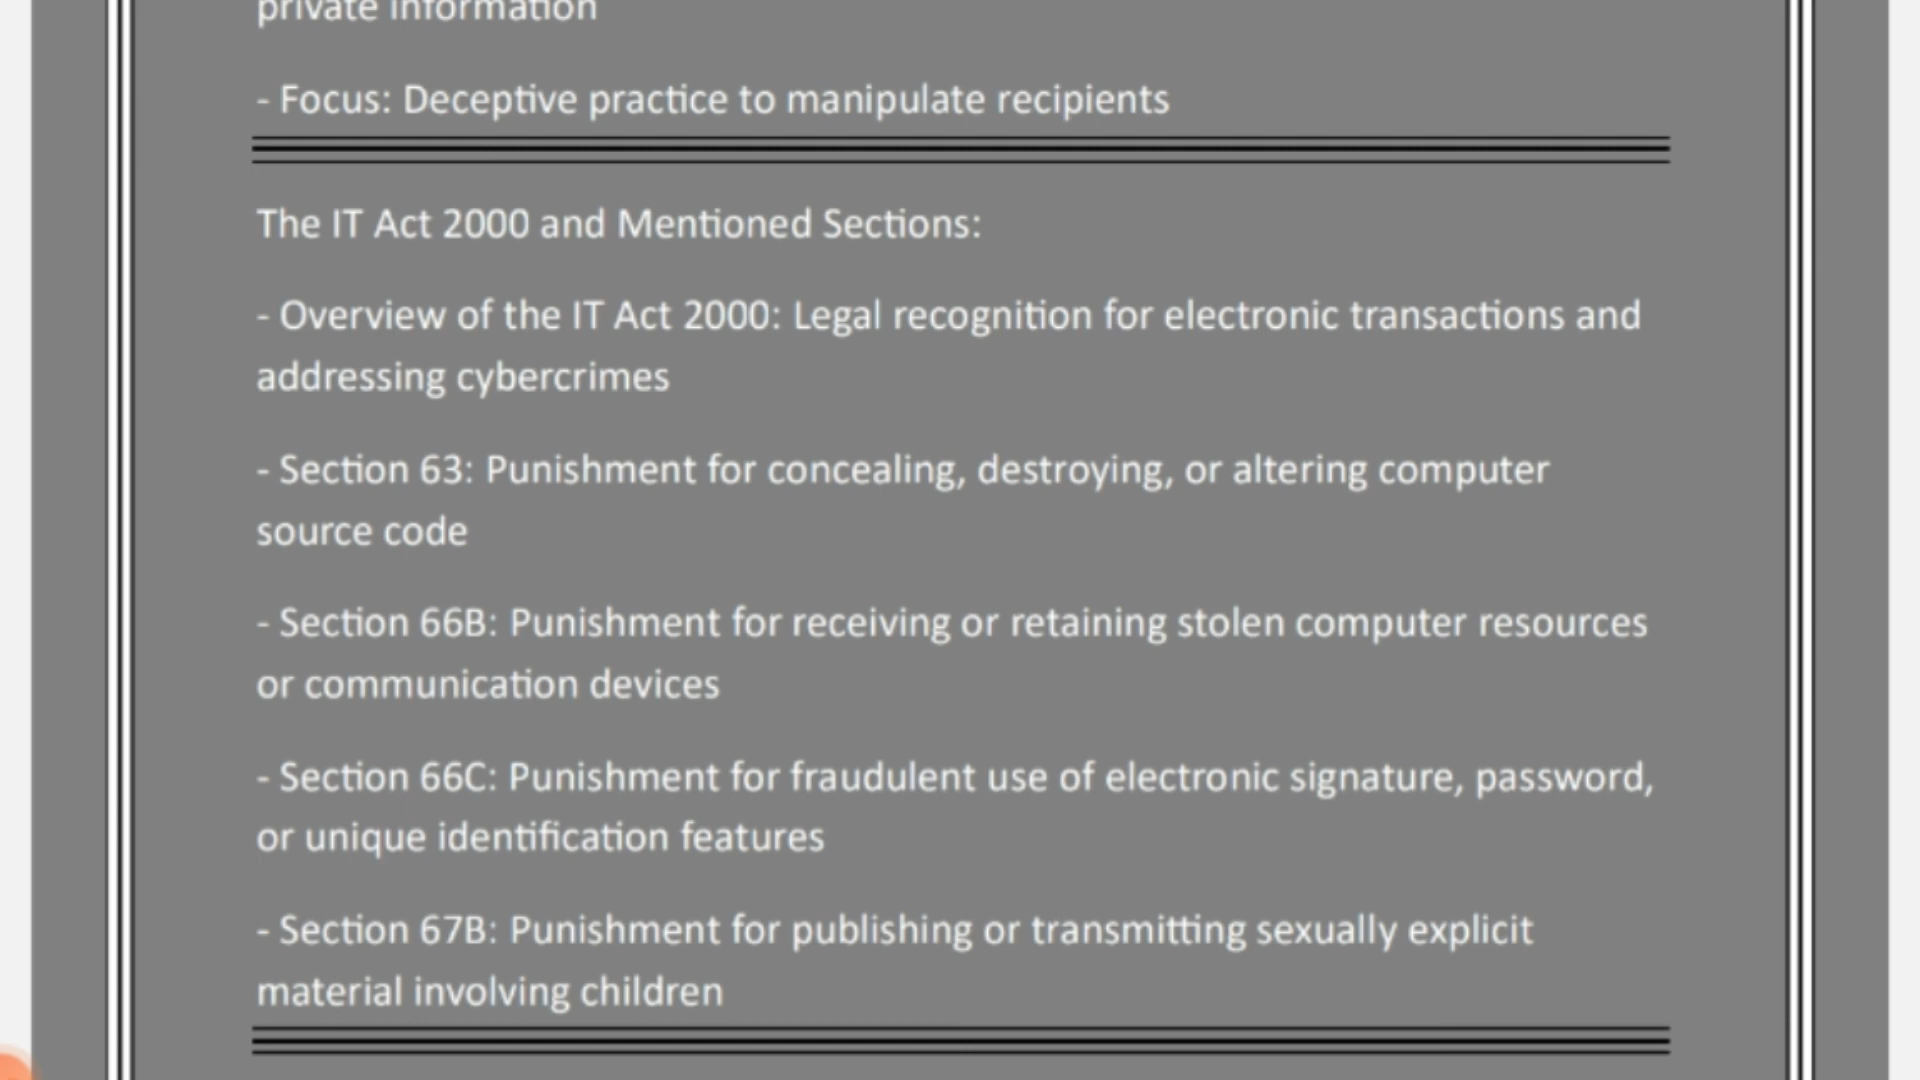 private information
- Focus: Deceptive practice to manipulate recipients
The IT Act 2000 and Mentioned Sections:
- Overview of the IT Act 2000: Legal recognition for electronic transactions and
addressing cybercrimes
- Section 63: Punishment for concealing, destroying, or altering computer
source code
- Section 66B: Punishment for receiving or retaining stolen computer resources
or communication devices
- Section 66C: Punishment for fraudulent use of electronic signature, password,
or unique identification features
- Section 67B: Punishment for publishing or transmitting sexually explicit
material involving children